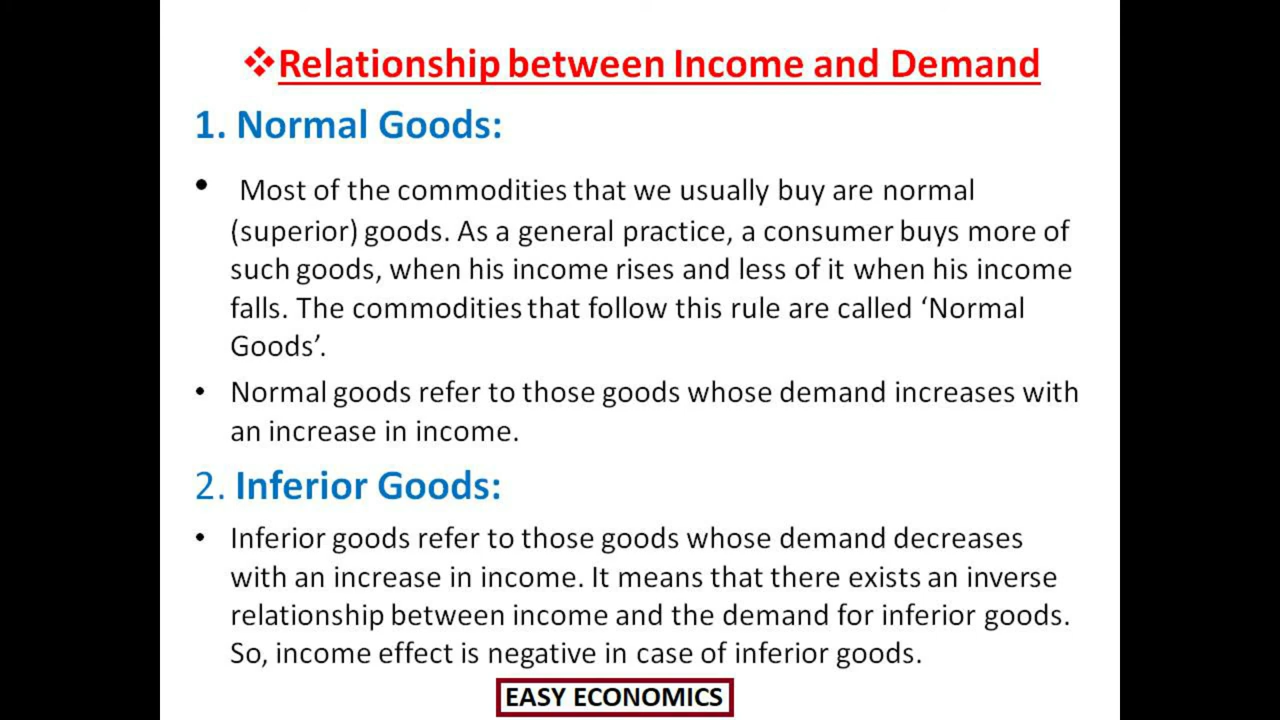 ❖Relationship between Income and Demand
1. Normal Goods:
• Most of the commodities that we usually buy are normal
(superior) goods. As a general practice, a consumer buys more of
such goods, when his income rises and less of it when his income
falls. The commodities that follow this rule are called ‘Normal
Goods’.
• Normal goods refer to those goods whose demand increases with
an increase in income.
2. Inferior Goods:
• Inferior goods refer to those goods whose demand decreases
with an increase in income. It means that there exists an inverse
relationship between income and the demand for inferior goods.
So, income effect is negative in case of inferior goods.
EASY ECONOMICS